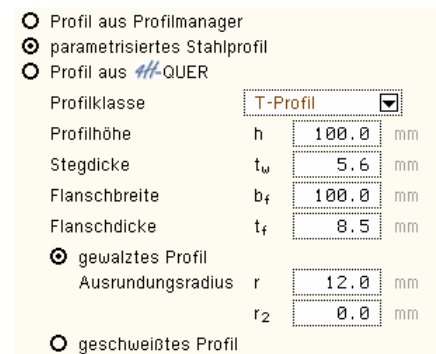 Profil aus Profilmanager
parametrisiertes Stahlprofil
Profil aus 4H-QUER
Profilklasse T-Profil
Profilhöhe h 100.0 mm
Stegdicke tw 5.6 mm
Flanschbreite bf 100.0 mm
Flanschdicke tf 8.5 mm
gewalztes Profil
Ausrundungsradius r 12.0 mm
r2 0.0 mm
geschweißtes Profil